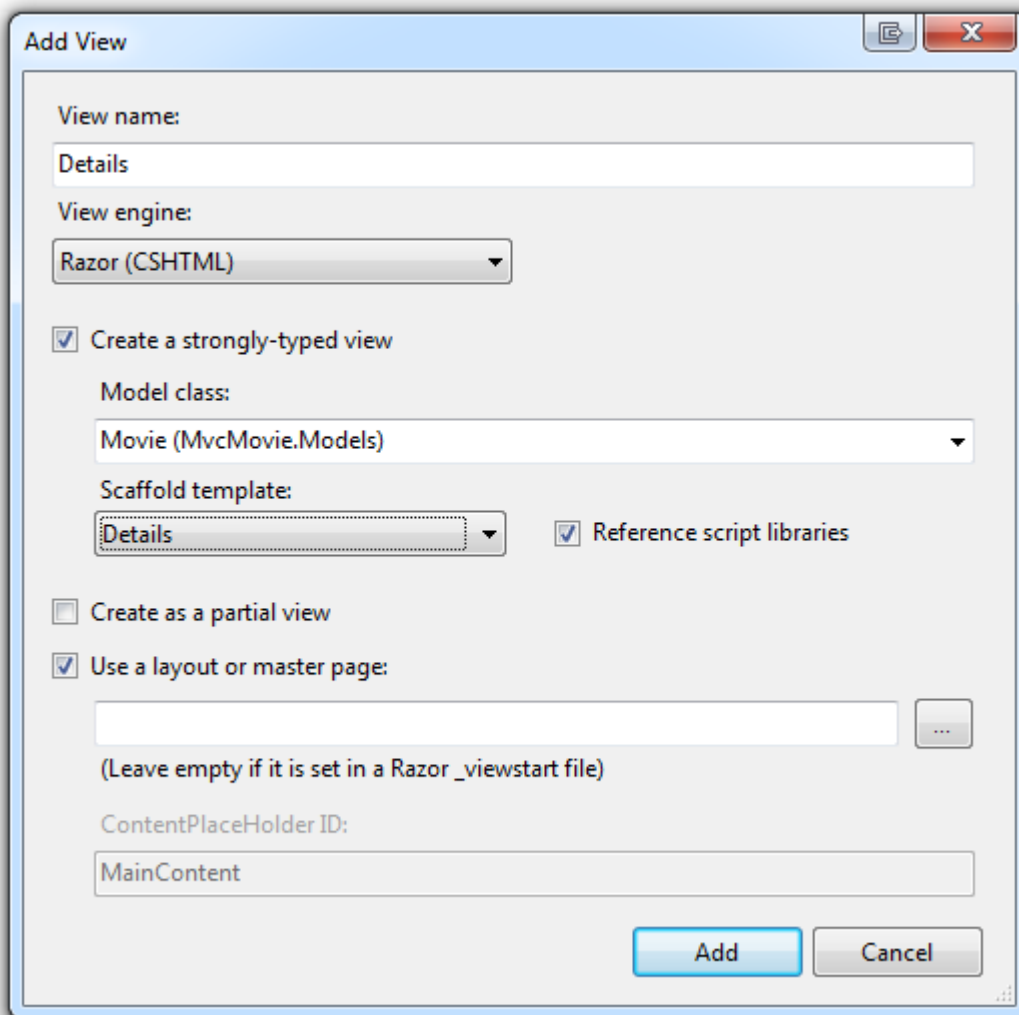 Add View
View name:
Details
View engine:
Razor (CSHTML)
Create a strongly-typed view
Model class:
Movie (MvcMovie.Models)
Scaffold template:
Details
Reference script libraries
Create as a partial view
Use a layout or master page:
...
(Leave empty if it is set in a Razor _viewstart file)
ContentPlaceHolder ID:
MainContent
Add
Cancel